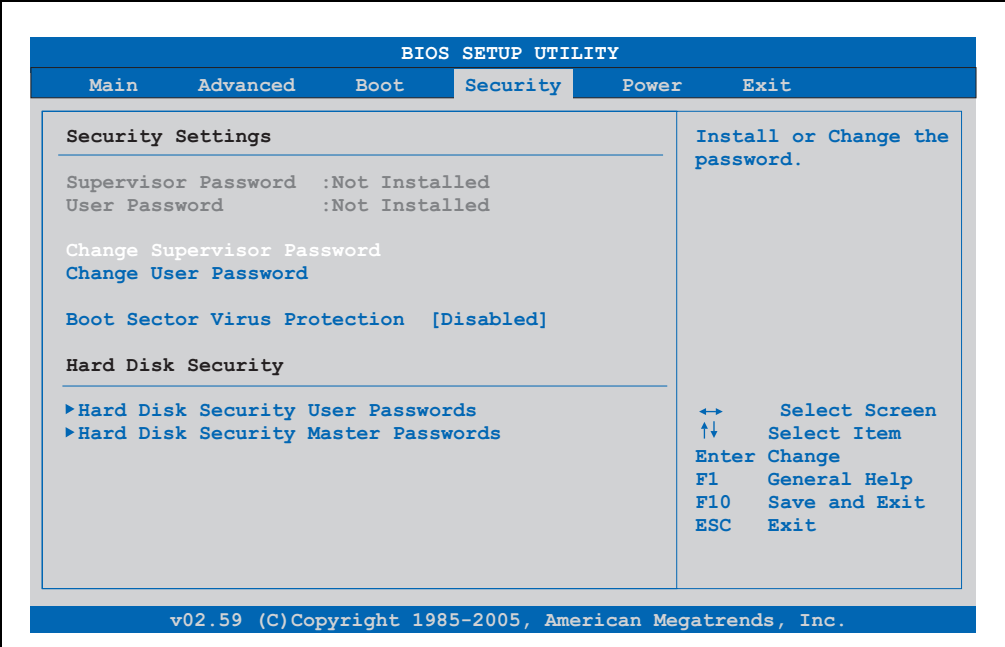 BIOS SETUP UTILITY
Main Advanced Boot Security Power Exit
Security Settings
Supervisor Password :Not Installed
User Password :Not Installed
Change Supervisor Password
Change User Password
Boot Sector Virus Protection [Disabled]
Hard Disk Security
Hard Disk Security User Passwords
Hard Disk Security Master Passwords
Install or Change the
password.
↔ Select Screen
↑↓ Select Item
Enter Change
F1 General Help
F10 Save and Exit
ESC Exit
v02.59 (C)Copyright 1985-2005, American Megatrends, Inc.